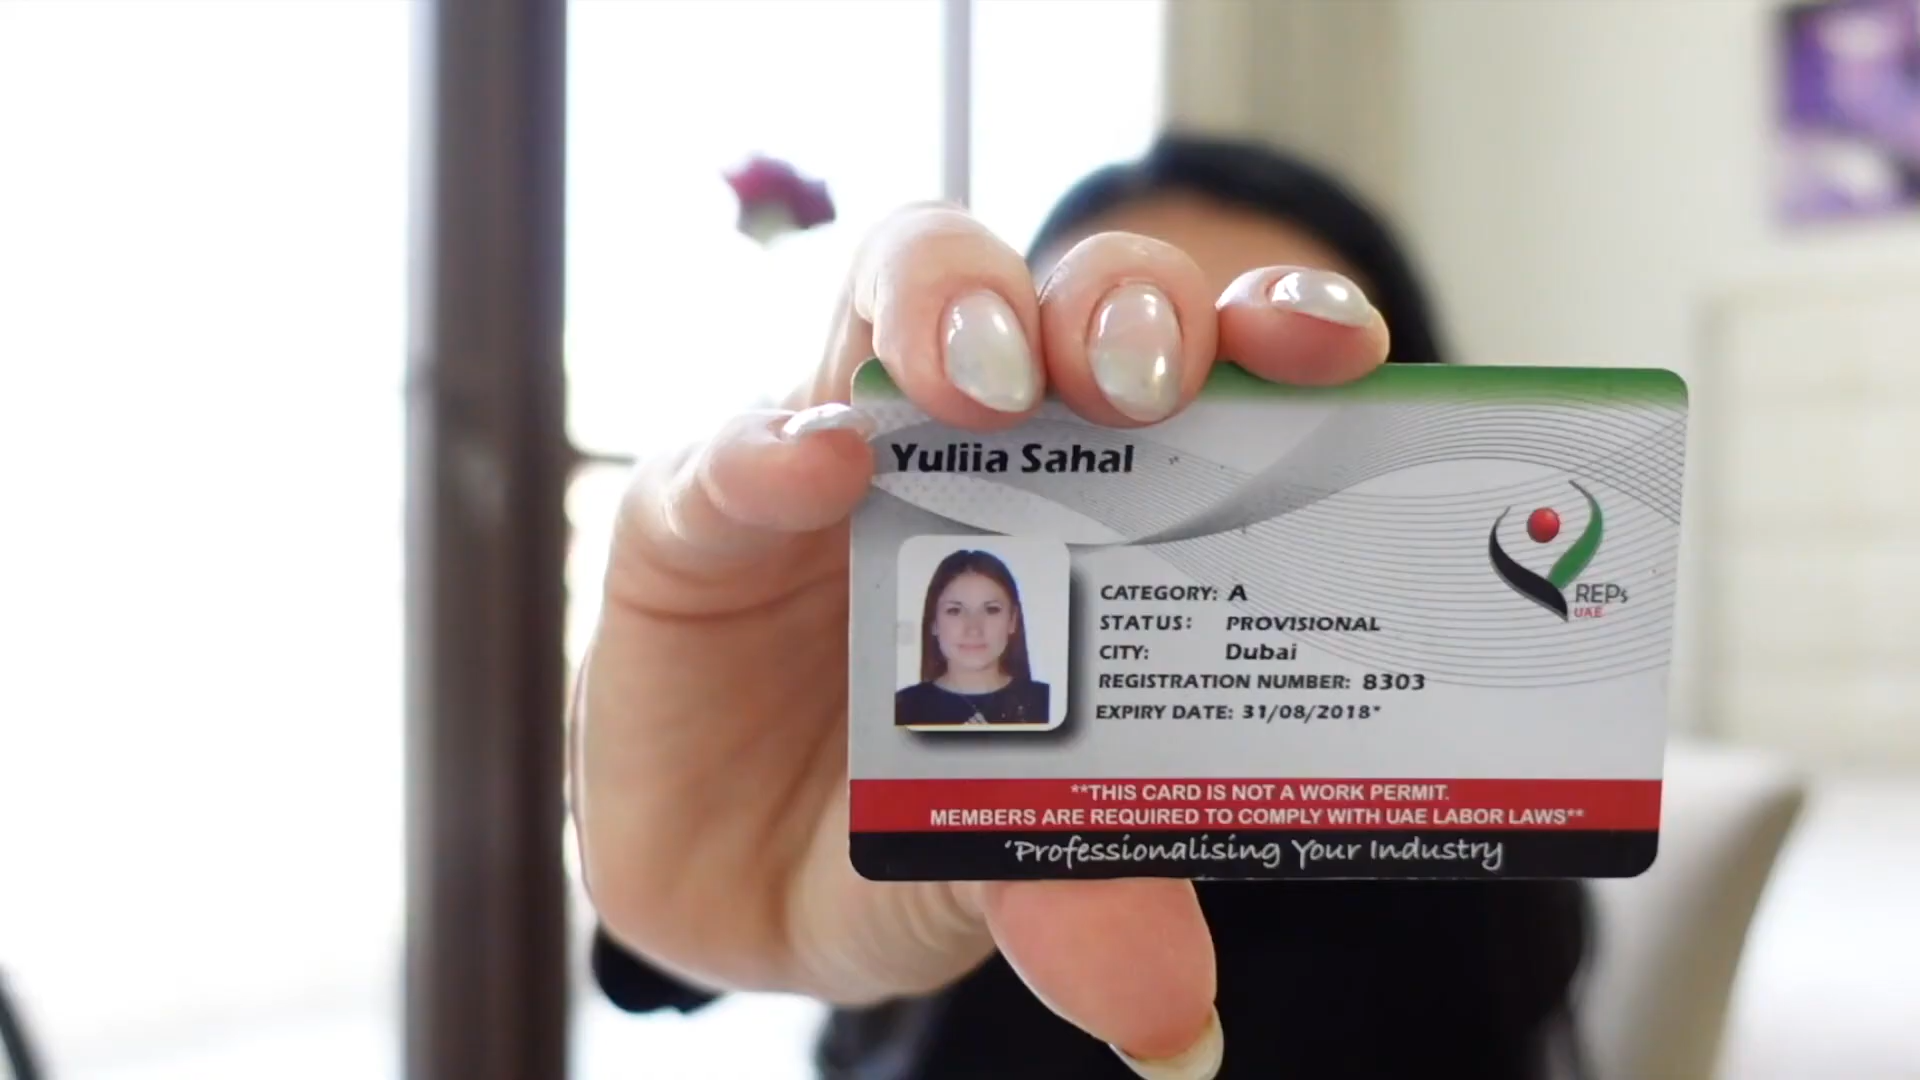 Yuliia Sahal
REPs
UAE
CATEGORY: A
STATUS: PROVISIONAL
CITY: Dubai
REGISTRATION NUMBER: 8303
EXPIRY DATE: 31/08/2018*
**THIS CARD IS NOT A WORK PERMIT.
MEMBERS ARE REQUIRED TO COMPLY WITH UAE LABOR LAWS**
'Professionalising Your Industry